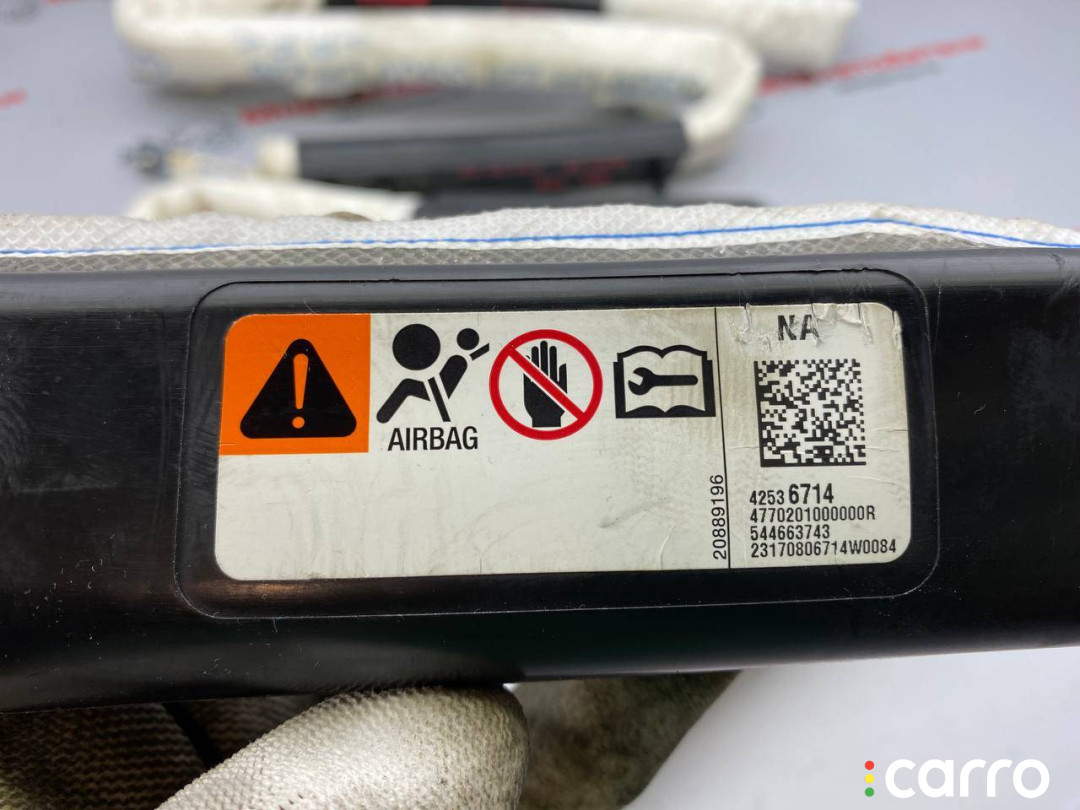 AIRBAG
20889196
NA
4253 6714
4770201000000R
544663743
23170806714W0084
carro